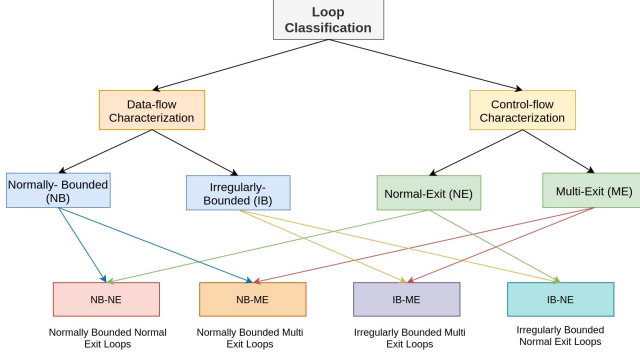 Loop
Classification
Data-flow
Characterization
Control-flow
Characterization
Normally- Bounded
(NB)
Irregularly-
Bounded (IB)
Normal-Exit (NE)
Multi-Exit (ME)
NB-NE
NB-ME
IB-ME
IB-NE
Normally Bounded Normal
Exit Loops
Normally Bounded Multi
Exit Loops
Irregularly Bounded Multi
Exit Loops
Irregularly Bounded
Normal Exit Loops